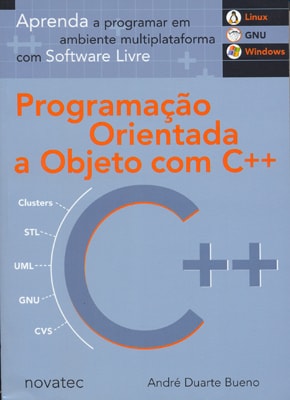 Aprenda a programar em
ambiente multiplataforma
com Software Livre
Linux
GNU
Windows
Programação
Orientada
a Objeto com C++
Clusters
STL
UML
GNU
CVS
C++
novatec
André Duarte Bueno